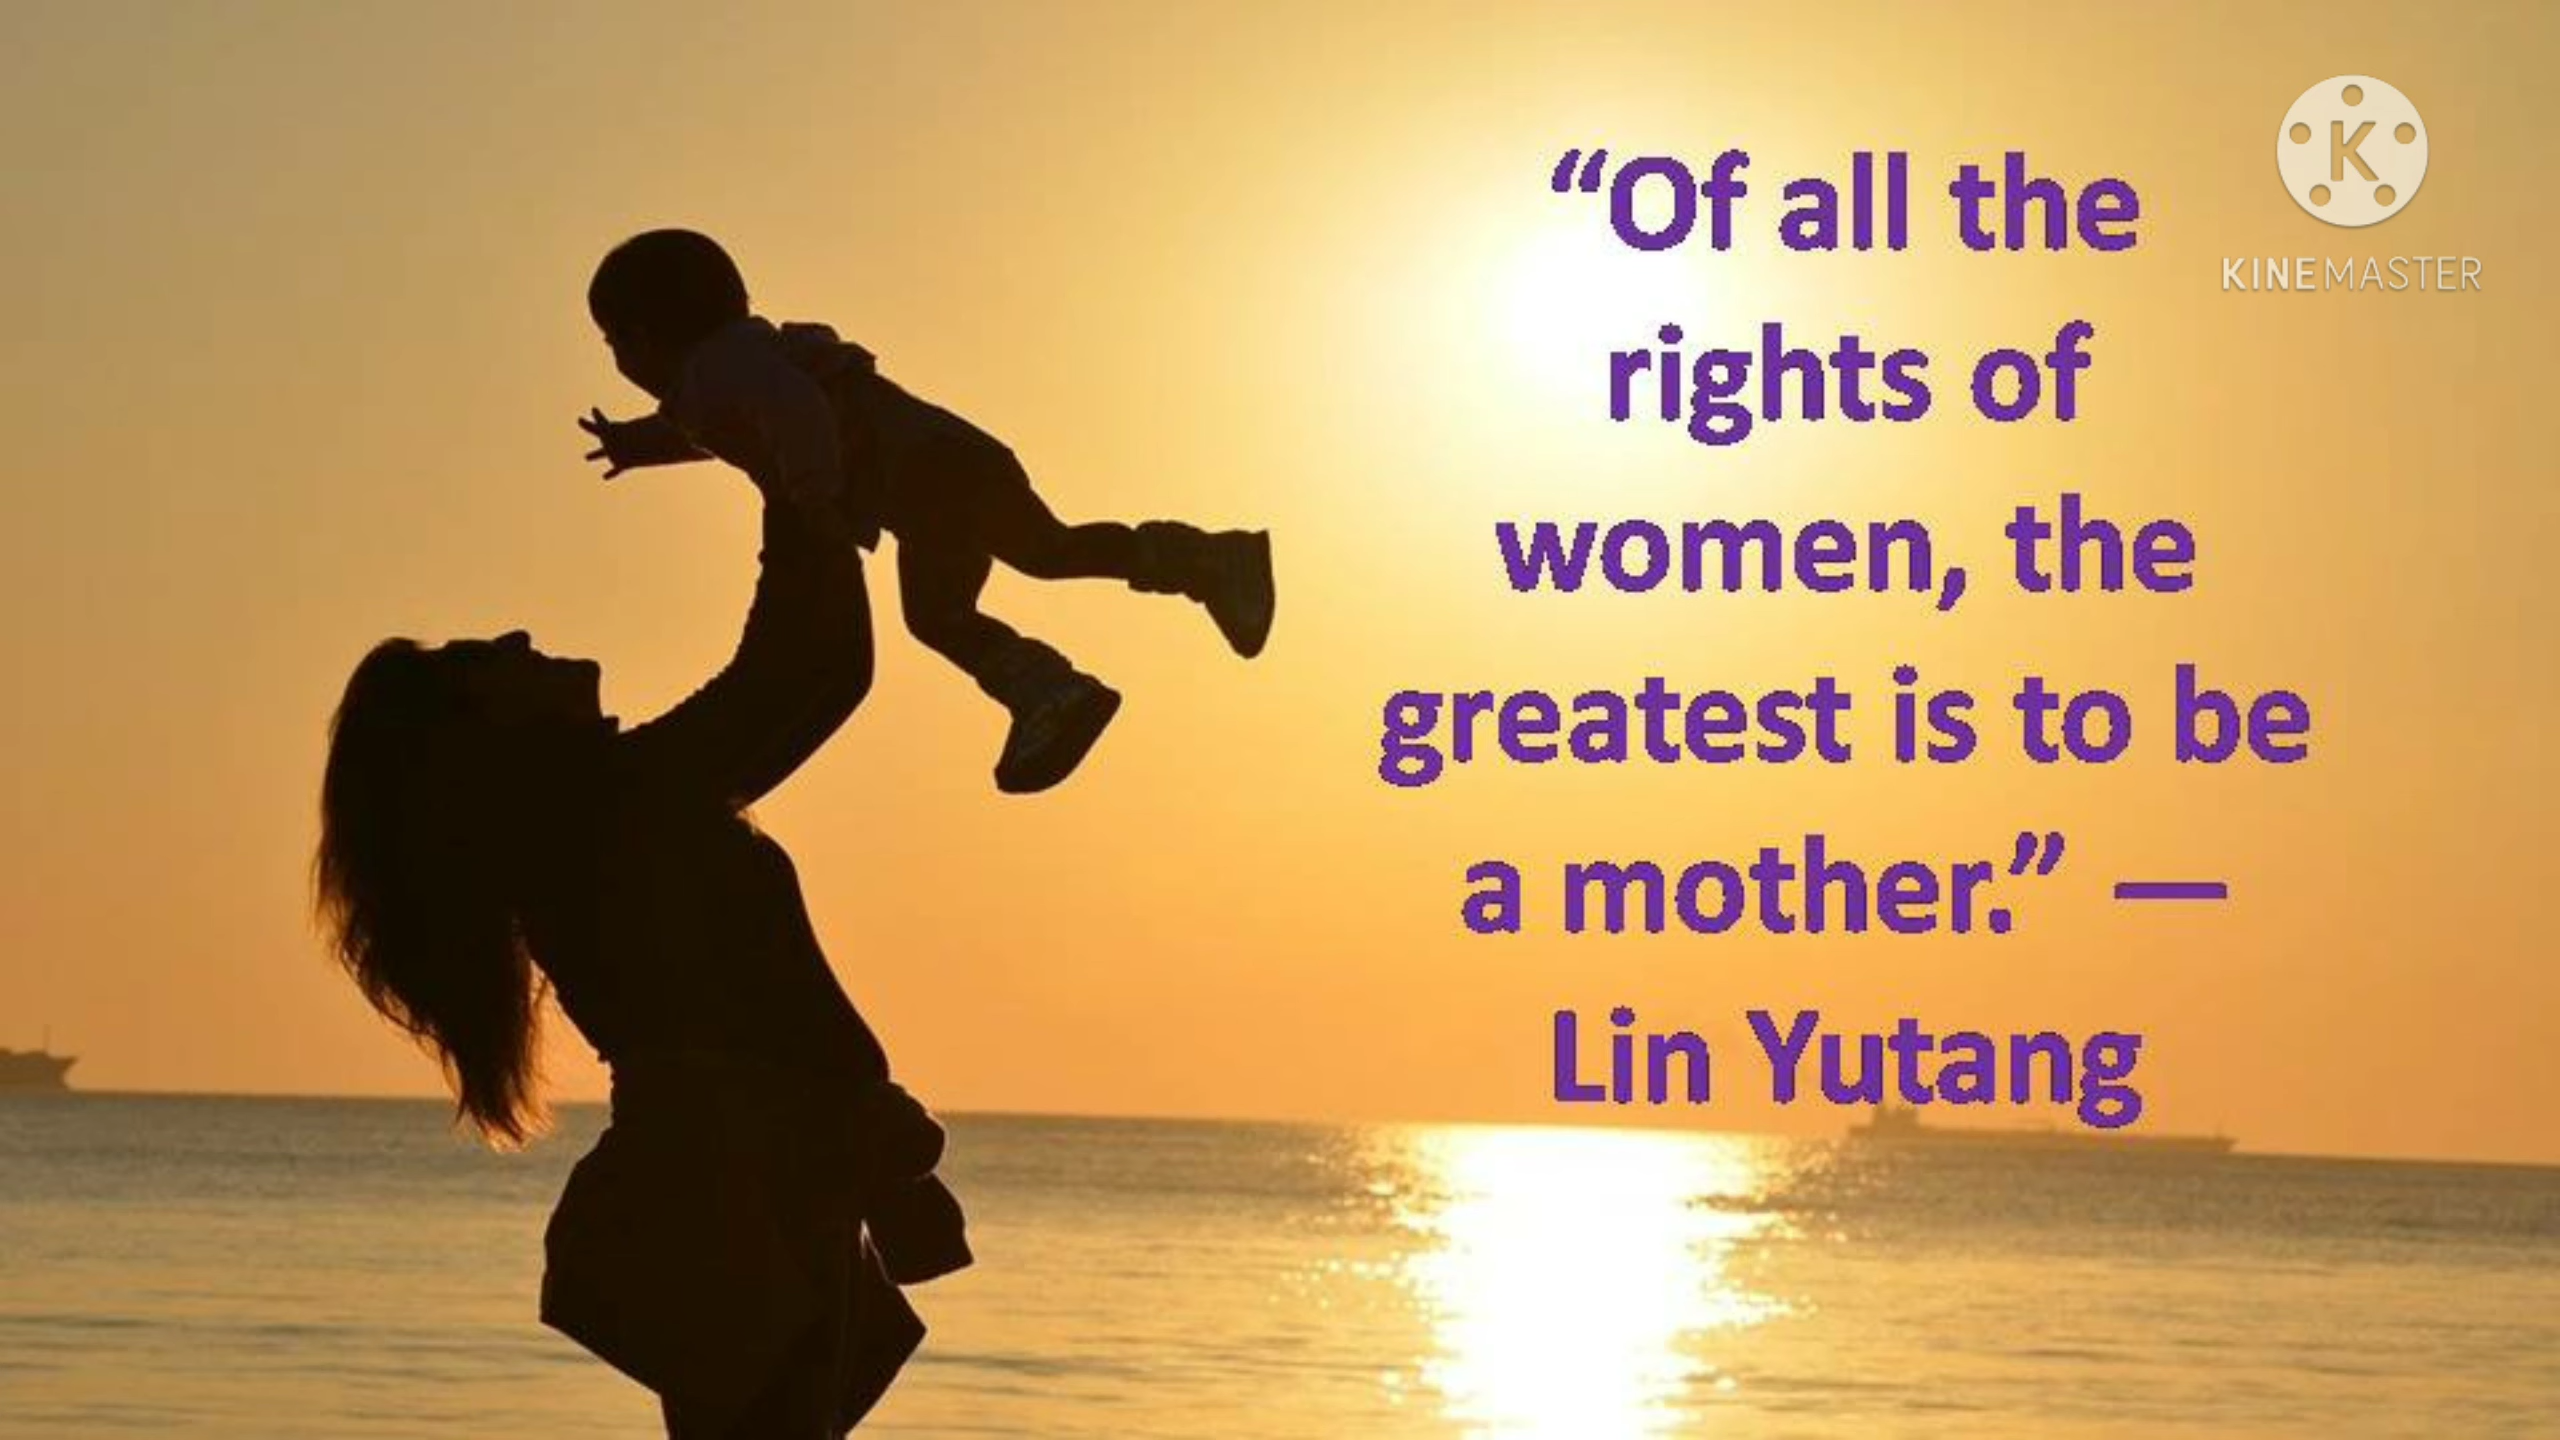 “Of all the
rights of
women, the
greatest is to be
a mother.” —
Lin Yutang
K
KINEMASTER